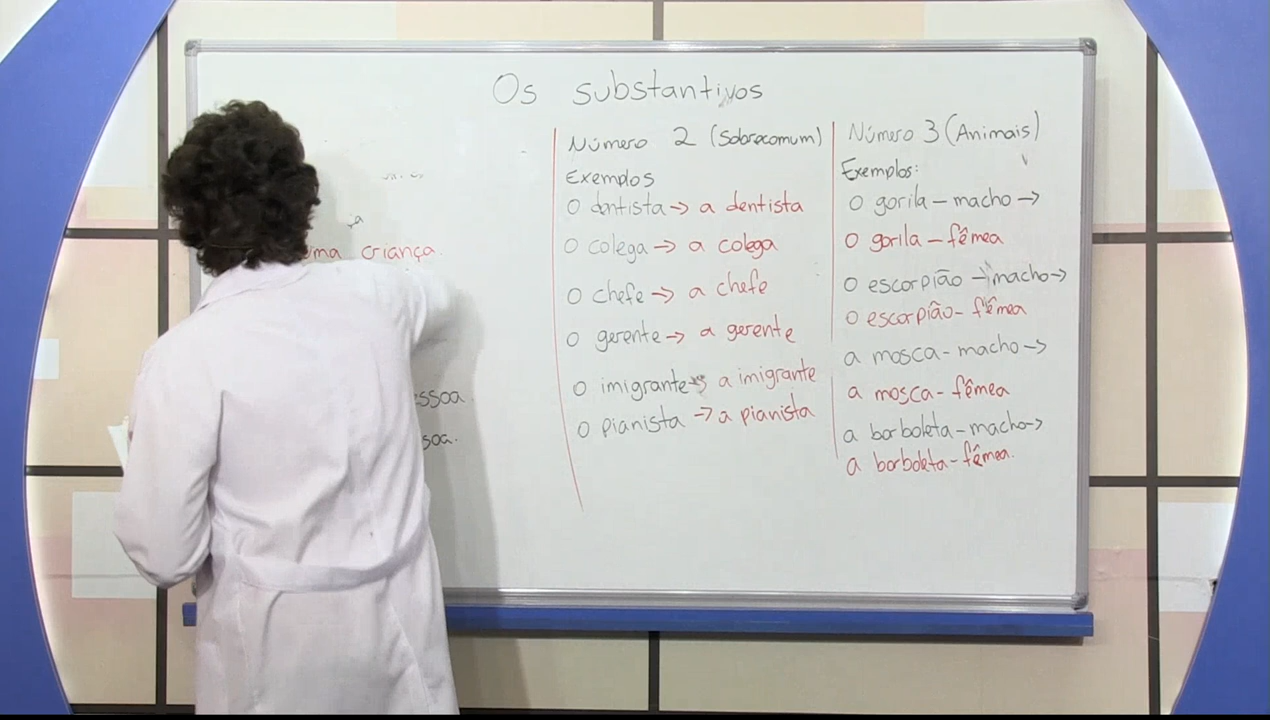 Os substantivos
uma criança.
Número 2 (Sobrecomum)
Exemplos
O dentista → a dentista
O colega → a colega
O chefe → a chefe
O gerente → a gerente
O imigrante → a imigrante
O pianista → a pianista
Número 3 (Animais)
Exemplos:
O gorila - macho →
O gorila - fêmea
O escorpião - macho →
O escorpião - fêmea
a mosca - macho →
a mosca - fêmea
a borboleta - macho →
a borboleta - fêmea.